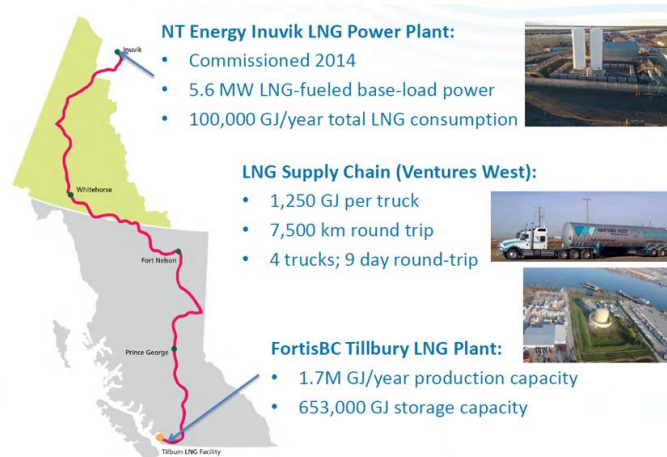 NT Energy Inuvik LNG Power Plant:
• Commissioned 2014
• 5.6 MW LNG-fueled base-load power
• 100,000 GJ/year total LNG consumption
Inuvik
LNG Supply Chain (Ventures West):
• 1,250 GJ per truck
• 7,500 km round trip
• 4 trucks; 9 day round-trip
Whitehorse
Fort Nelson
Prince George
FortisBC Tillbury LNG Plant:
• 1.7M GJ/year production capacity
• 653,000 GJ storage capacity
Tilburn LNG Facility